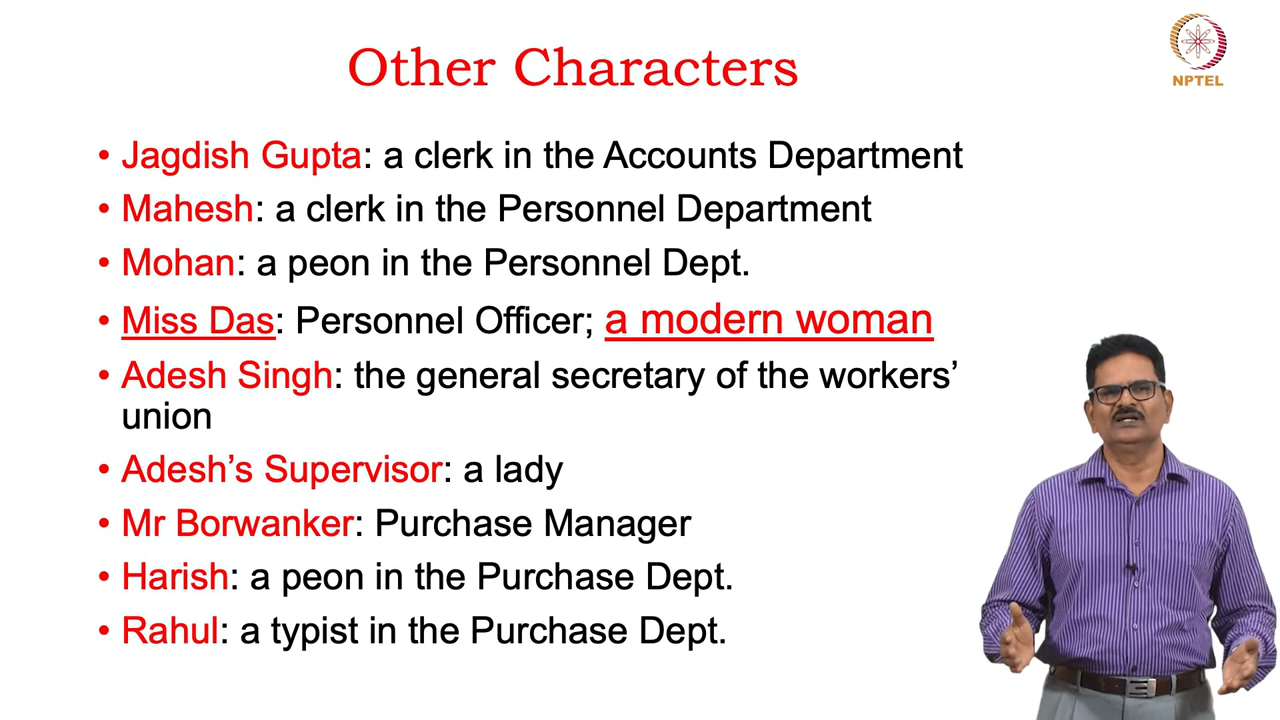 Other Characters
NPTEL
• Jagdish Gupta: a clerk in the Accounts Department
• Mahesh: a clerk in the Personnel Department
• Mohan: a peon in the Personnel Dept.
• Miss Das: Personnel Officer; a modern woman
• Adesh Singh: the general secretary of the workers’
union
• Adesh’s Supervisor: a lady
• Mr Borwanker: Purchase Manager
• Harish: a peon in the Purchase Dept.
• Rahul: a typist in the Purchase Dept.